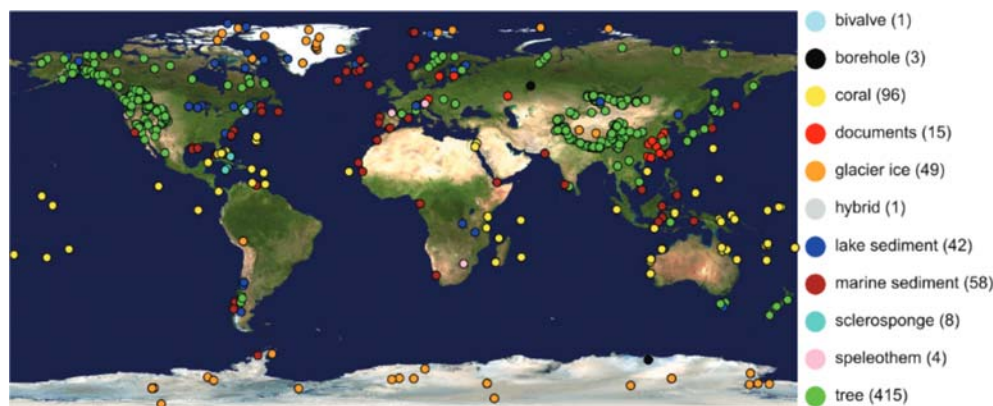 bivalve (1)
borehole (3)
coral (96)
documents (15)
glacier ice (49)
hybrid (1)
lake sediment (42)
marine sediment (58)
sclerosponge (8)
speleothem (4)
tree (415)